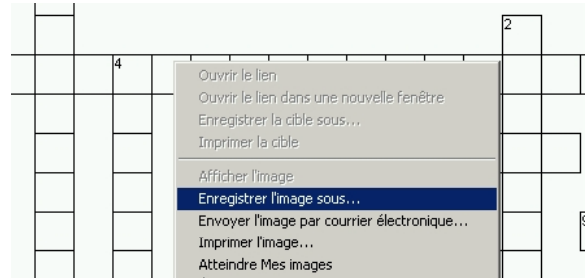 2
4
Ouvrir le lien
Ouvrir le lien dans une nouvelle fenêtre
Enregistrer la cible sous...
Imprimer la cible
Afficher l'image
Enregistrer l'image sous...
Envoyer l'image par courrier électronique...
Imprimer l'image...
Atteindre Mes images